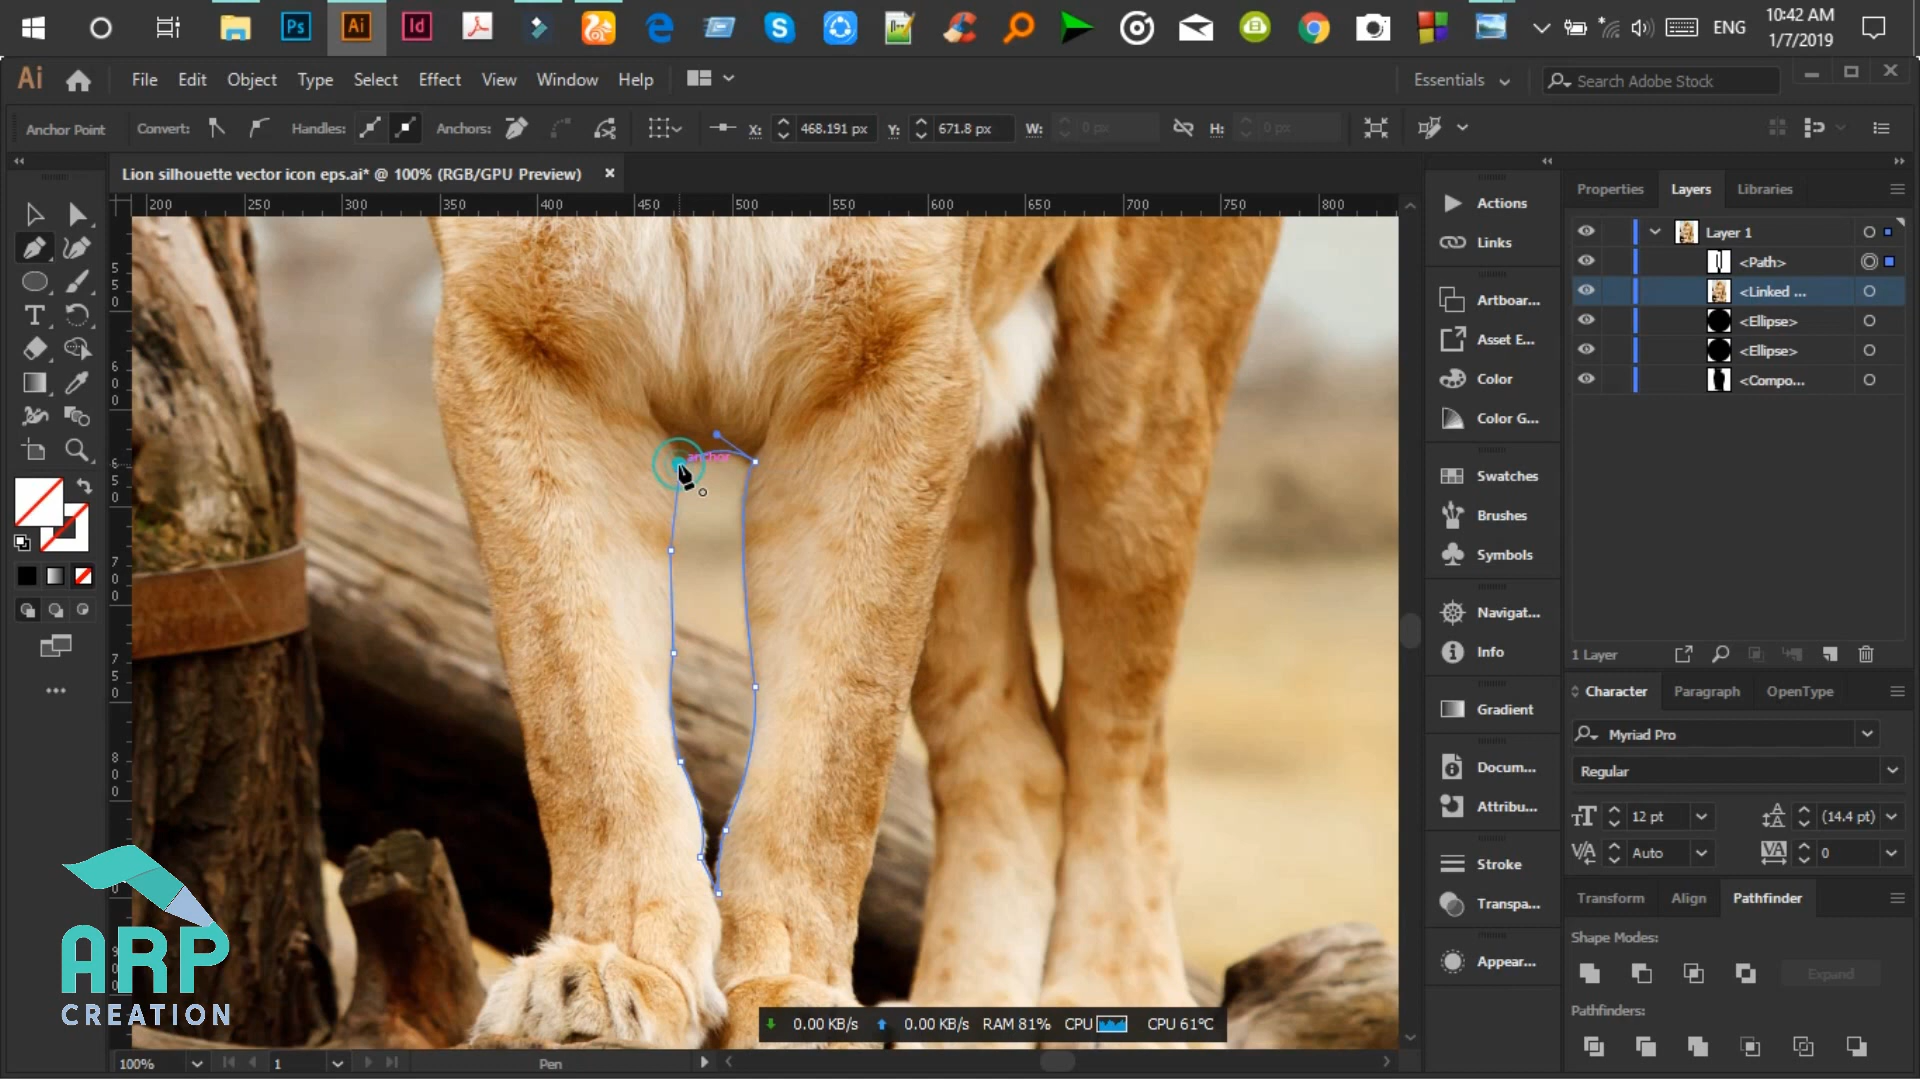 Ps
Ai
Id
ENG
10:42 AM
1/7/2019
Ai
File Edit Object Type Select Effect View Window Help
Essentials
Search Adobe Stock
Anchor Point
Convert:
Handles:
Anchors:
X: 468.191 px
Y: 671.8 px
W: 0 px
H: 0 px
Lion silhouette vector icon eps.ai* @ 100% (RGB/GPU Preview)
200 250 300 350 400 450 500 550 600 650 700 750 800
anchor
Actions
Links
Artboar...
Asset E...
Color
Color G...
Swatches
Brushes
Symbols
Navigat...
Info
Gradient
Docum...
Attribu...
Stroke
Transpa...
Appear...
Properties Layers Libraries
Layer 1
<Path>
<Linked ...
<Ellipse>
<Ellipse>
<Compo...
1 Layer
Character Paragraph OpenType
Myriad Pro
Regular
12 pt
(14.4 pt)
Auto
0
Transform Align Pathfinder
Shape Modes:
Expand
Pathfinders:
ARP
CREATION
0.00 KB/s 0.00 KB/s RAM 81% CPU CPU 61°C
100%
1
Pen